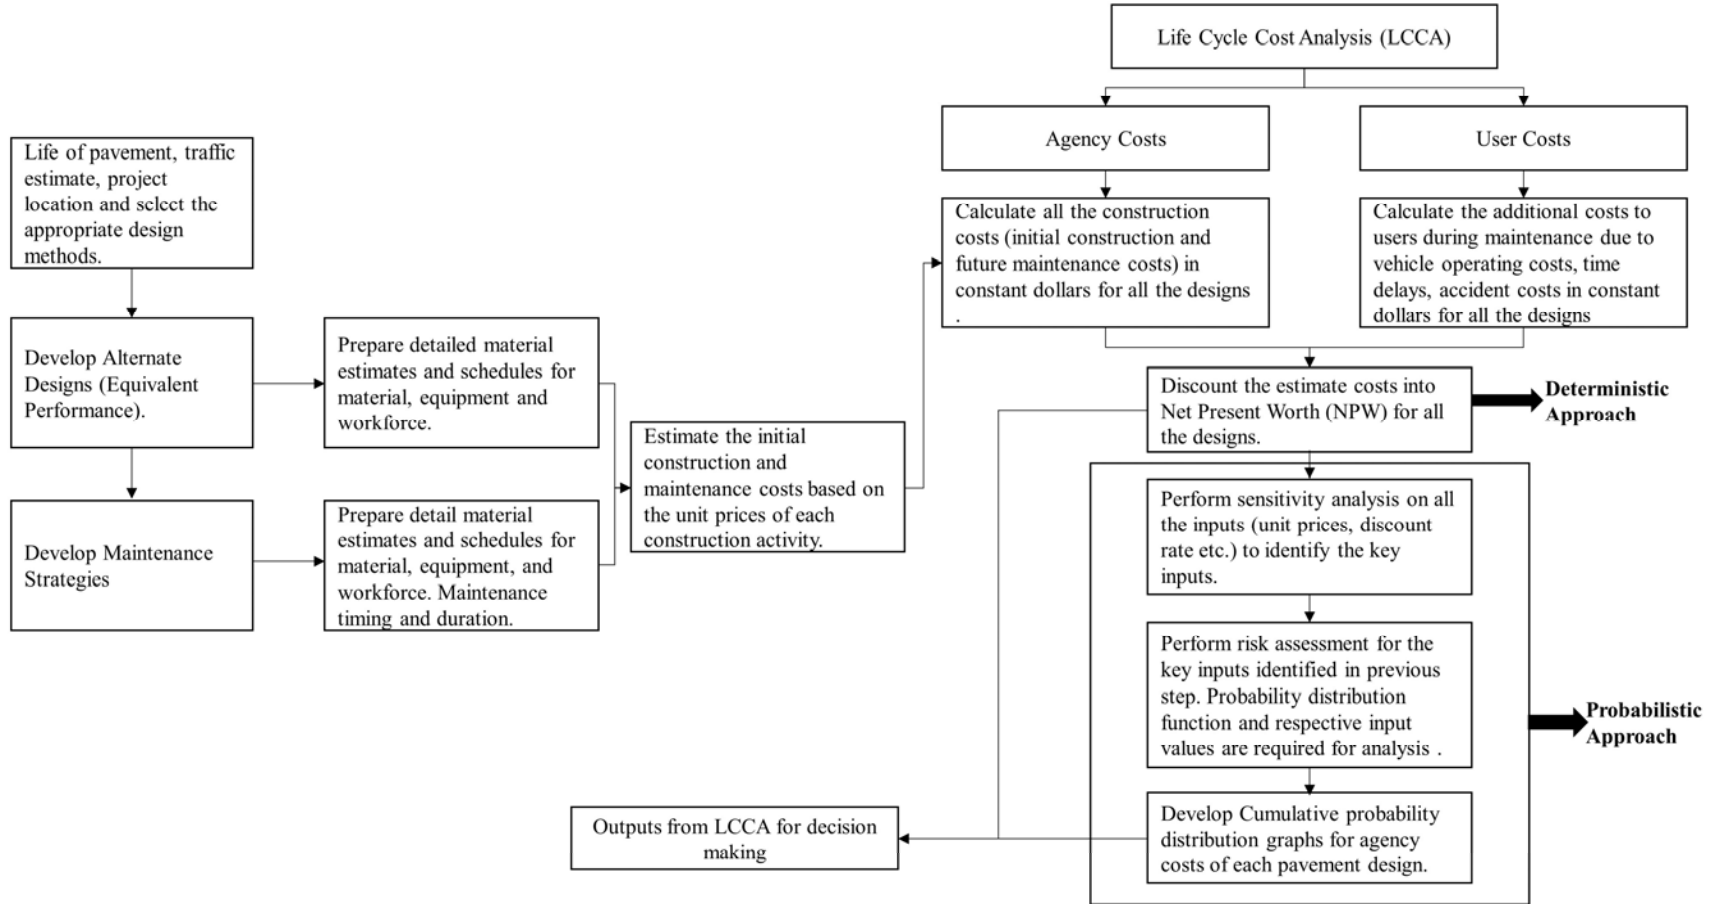 Life Cycle Cost Analysis (LCCA)
Agency Costs
User Costs
Life of pavement, traffic
estimate, project
location and select the
appropriate design
methods.
Calculate all the construction
costs (initial construction and
future maintenance costs) in
constant dollars for all the designs
.
Calculate the additional costs to
users during maintenance due to
vehicle operating costs, time
delays, accident costs in constant
dollars for all the designs
Develop Alternate
Designs (Equivalent
Performance).
Prepare detailed material
estimates and schedules for
material, equipment and
workforce.
Estimate the initial
construction and
maintenance costs based on
the unit prices of each
construction activity.
Develop Maintenance
Strategies
Prepare detail material
estimates and schedules for
material, equipment, and
workforce. Maintenance
timing and duration.
Discount the estimate costs into
Net Present Worth (NPW) for all
the designs.
Deterministic
Approach
Perform sensitivity analysis on all
the inputs (unit prices, discount
rate etc.) to identify the key
inputs.
Perform risk assessment for the
key inputs identified in previous
step. Probability distribution
function and respective input
values are required for analysis .
Probabilistic
Approach
Develop Cumulative probability
distribution graphs for agency
costs of each pavement design.
Outputs from LCCA for decision
making